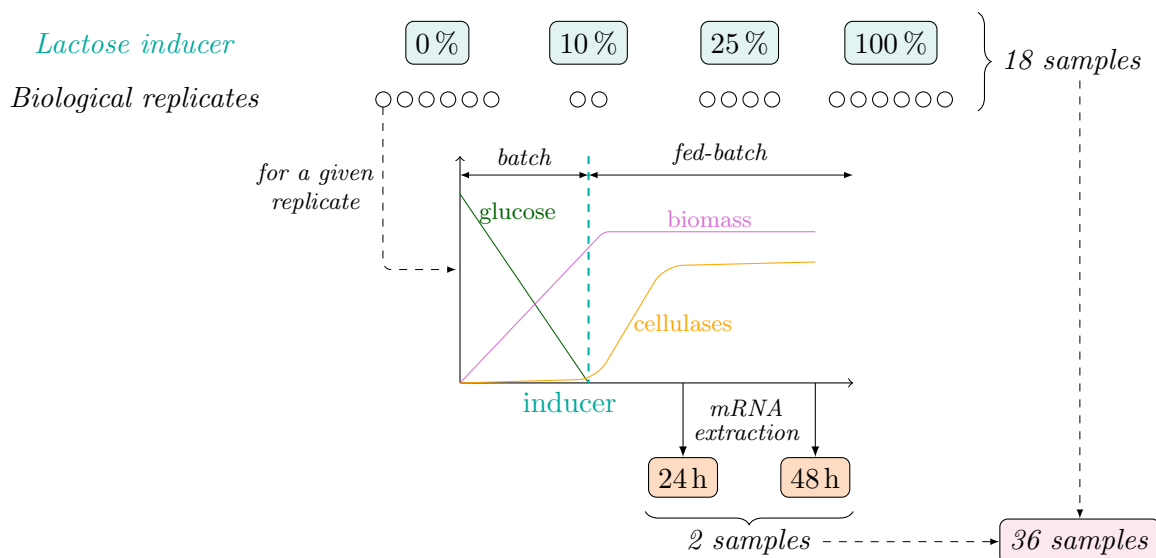 Lactose inducer
0 %
10 %
25 %
100 %
18 samples
Biological replicates
for a given
replicate
batch
fed-batch
glucose
biomass
cellulases
inducer
mRNA
extraction
24 h
48 h
2 samples
36 samples